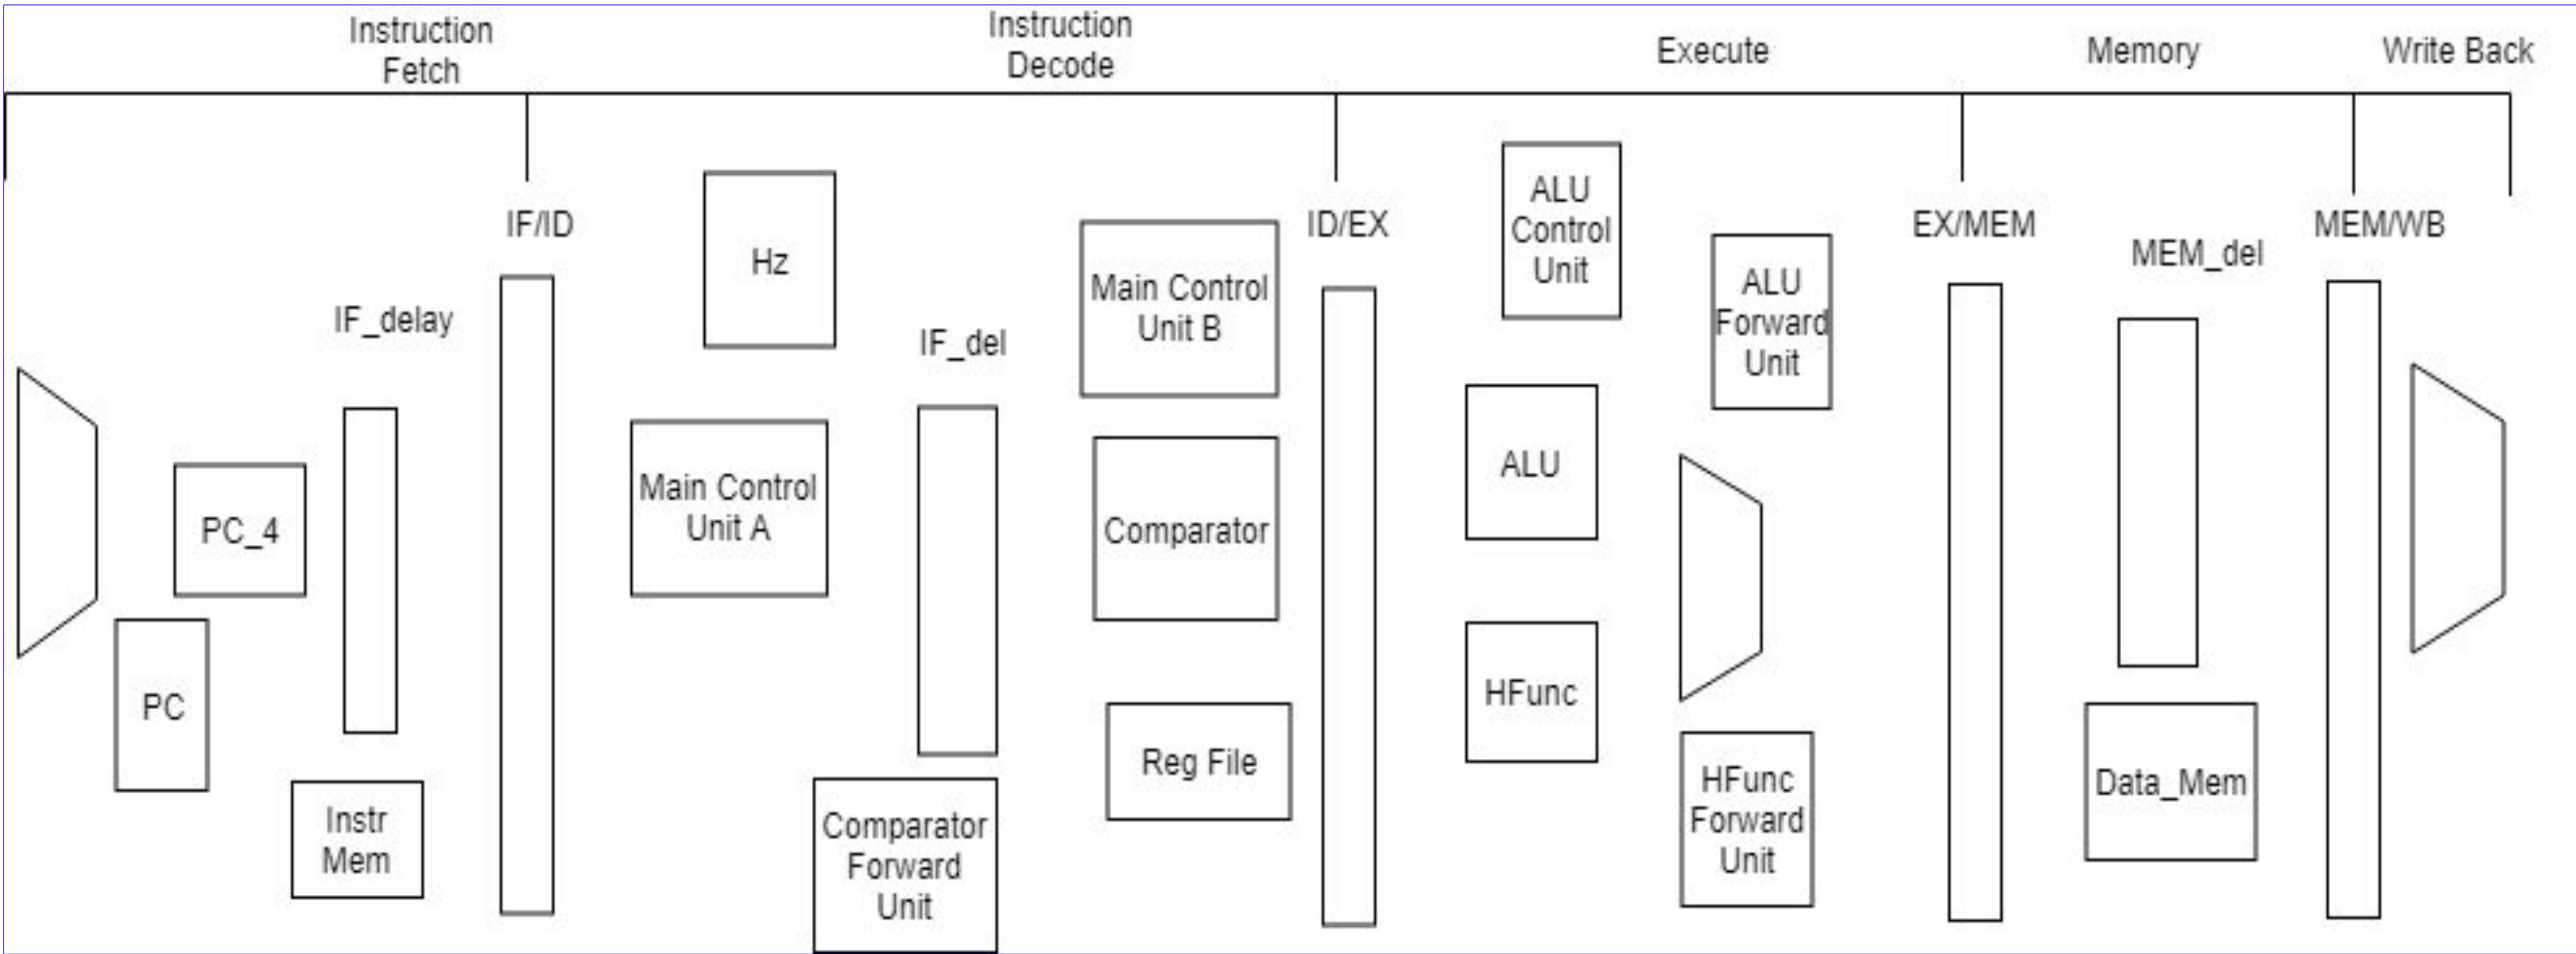 Instruction
Fetch
Instruction
Decode
Execute
Memory
Write Back
IF/ID
Hz
IF_delay
PC_4
PC
Instr
Mem
Main Control
Unit A
IF_del
Comparator
Forward
Unit
Main Control
Unit B
Comparator
Reg File
ID/EX
ALU
Control
Unit
ALU
Forward
Unit
ALU
HFunc
HFunc
Forward
Unit
EX/MEM
MEM_del
Data_Mem
MEM/WB